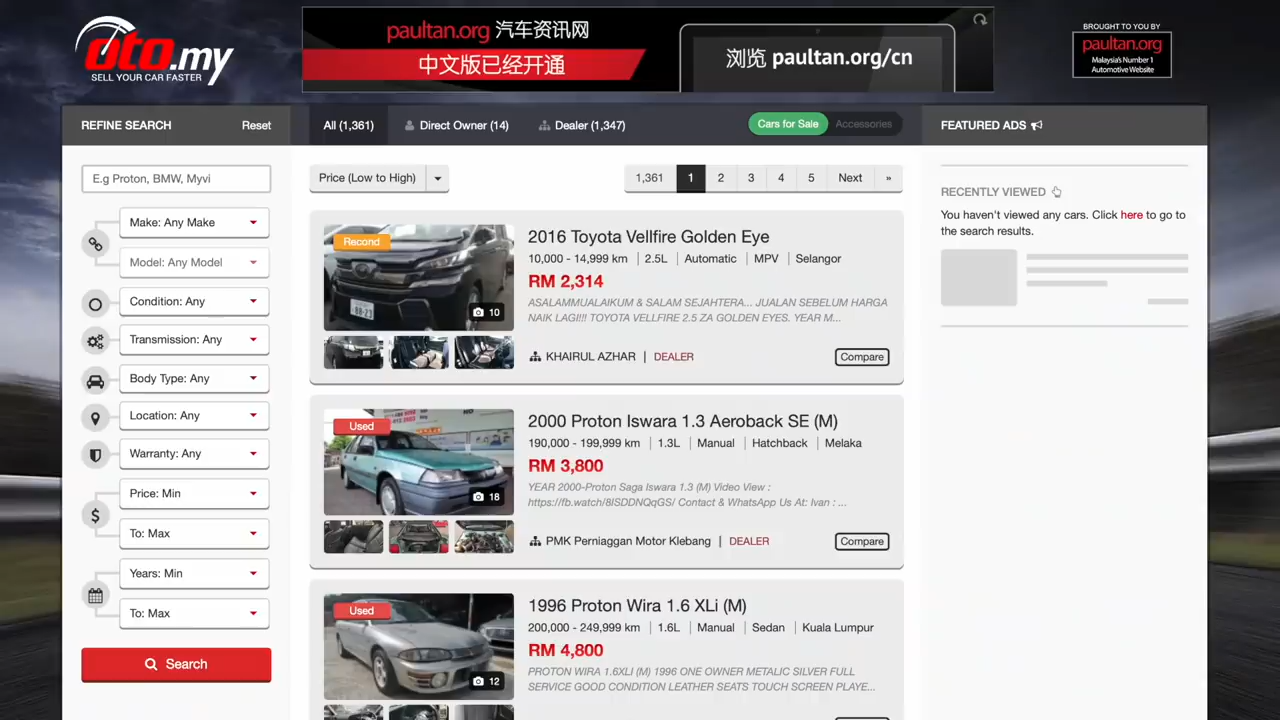 oto.my
SELL YOUR CAR FASTER
paultan.org 汽车资讯网
中文版已经开通
浏览 paultan.org/cn
BROUGHT TO YOU BY
paultan.org
Malaysia's Number 1
Automotive Website
REFINE SEARCH
Reset
All (1,361)
Direct Owner (14)
Dealer (1,347)
Cars for Sale
Accessories
FEATURED ADS
E.g Proton, BMW, Myvi
Make: Any Make
Model: Any Model
Condition: Any
Transmission: Any
Body Type: Any
Location: Any
Warranty: Any
Price: Min
To: Max
Years: Min
To: Max
Search
Price (Low to High)
1,361 1 2 3 4 5 Next »
Recond
10
2016 Toyota Vellfire Golden Eye
10,000 - 14,999 km | 2.5L | Automatic | MPV | Selangor
RM 2,314
ASALAMMUALAIKUM & SALAM SEJAHTERA... JUALAN SEBELUM HARGA
NAIK LAGI!!! TOYOTA VELLFIRE 2.5 ZA GOLDEN EYES. YEAR M...
KHAIRUL AZHAR | DEALER
Compare
Used
18
2000 Proton Iswara 1.3 Aeroback SE (M)
190,000 - 199,999 km | 1.3L | Manual | Hatchback | Melaka
RM 3,800
YEAR 2000-Proton Saga Iswara 1.3 (M) Video View :
https://fb.watch/8ISDDNQqGS/ Contact & WhatsApp Us At: Ivan : ...
PMK Perniaggan Motor Klebang | DEALER
Compare
Used
12
1996 Proton Wira 1.6 XLi (M)
200,000 - 249,999 km | 1.6L | Manual | Sedan | Kuala Lumpur
RM 4,800
PROTON WIRA 1.6XLI (M) 1996 ONE OWNER METALIC SILVER FULL
SERVICE GOOD CONDITION LEATHER SEATS TOUCH SCREEN PLAYE...
RECENTLY VIEWED
You haven't viewed any cars. Click here to go to
the search results.